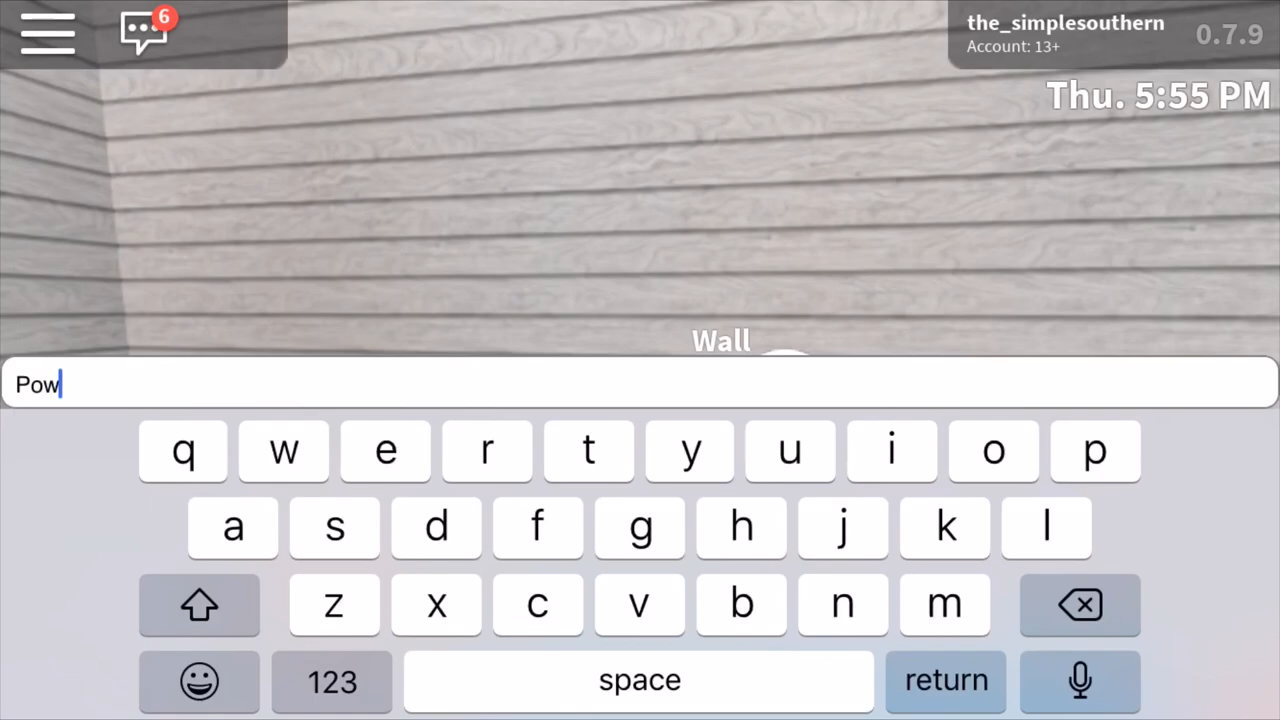 6
the_simplesouthern
Account: 13+
0.7.9
Thu. 5:55 PM
Wall
Pow
q w e r t y u i o p
a s d f g h j k l
z x c v b n m
123 space return